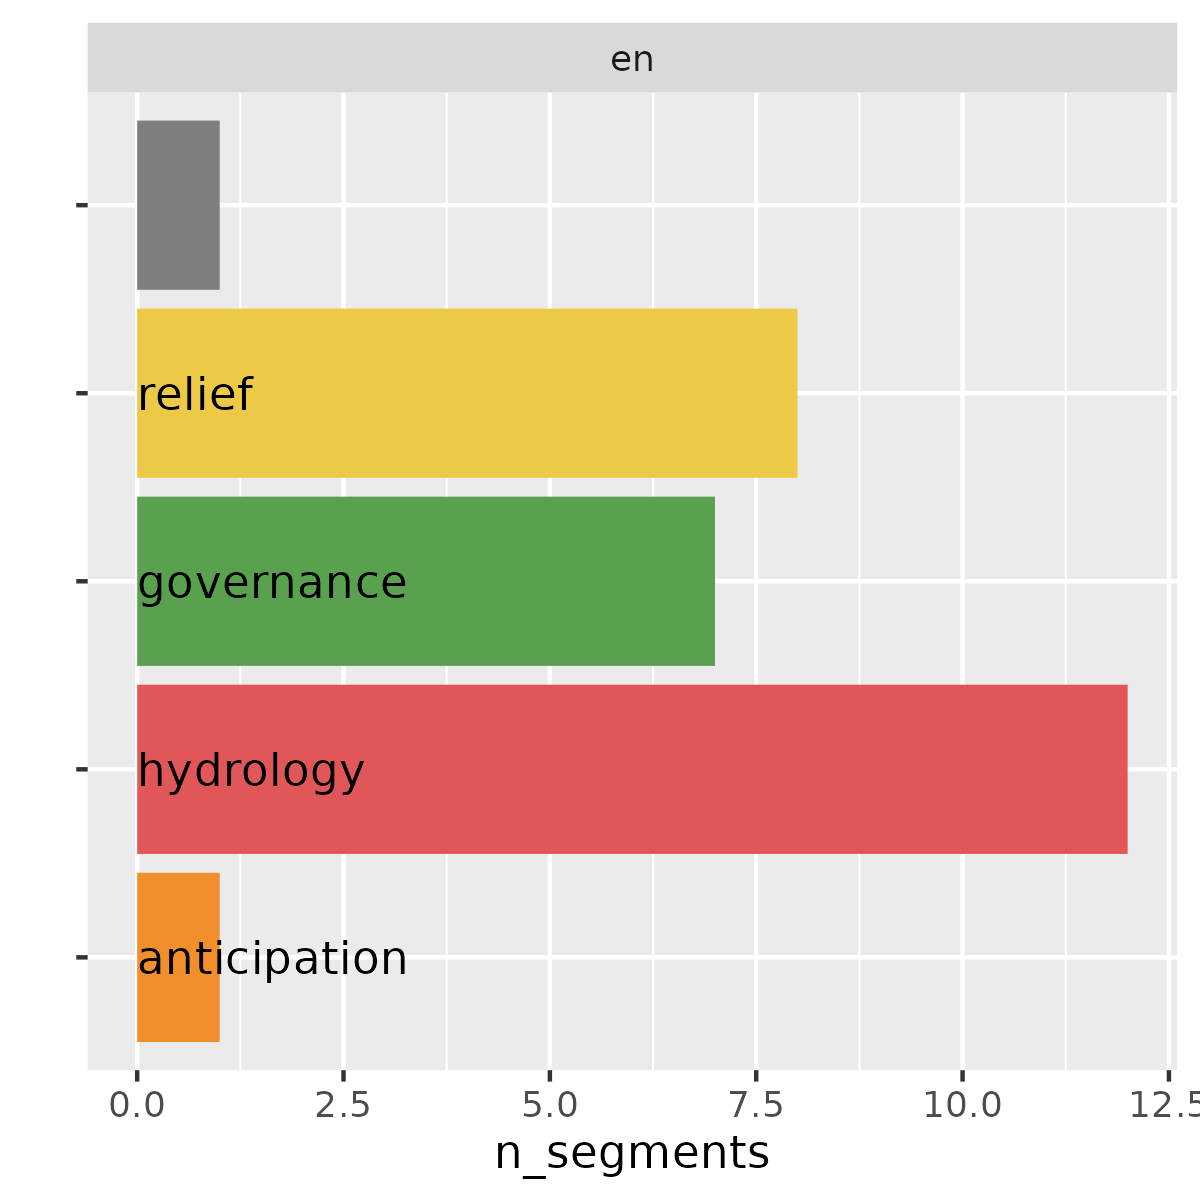 en
relief
governance
hydrology
anticipation
0.0 2.5 5.0 7.5 10.0 12.5
n_segments